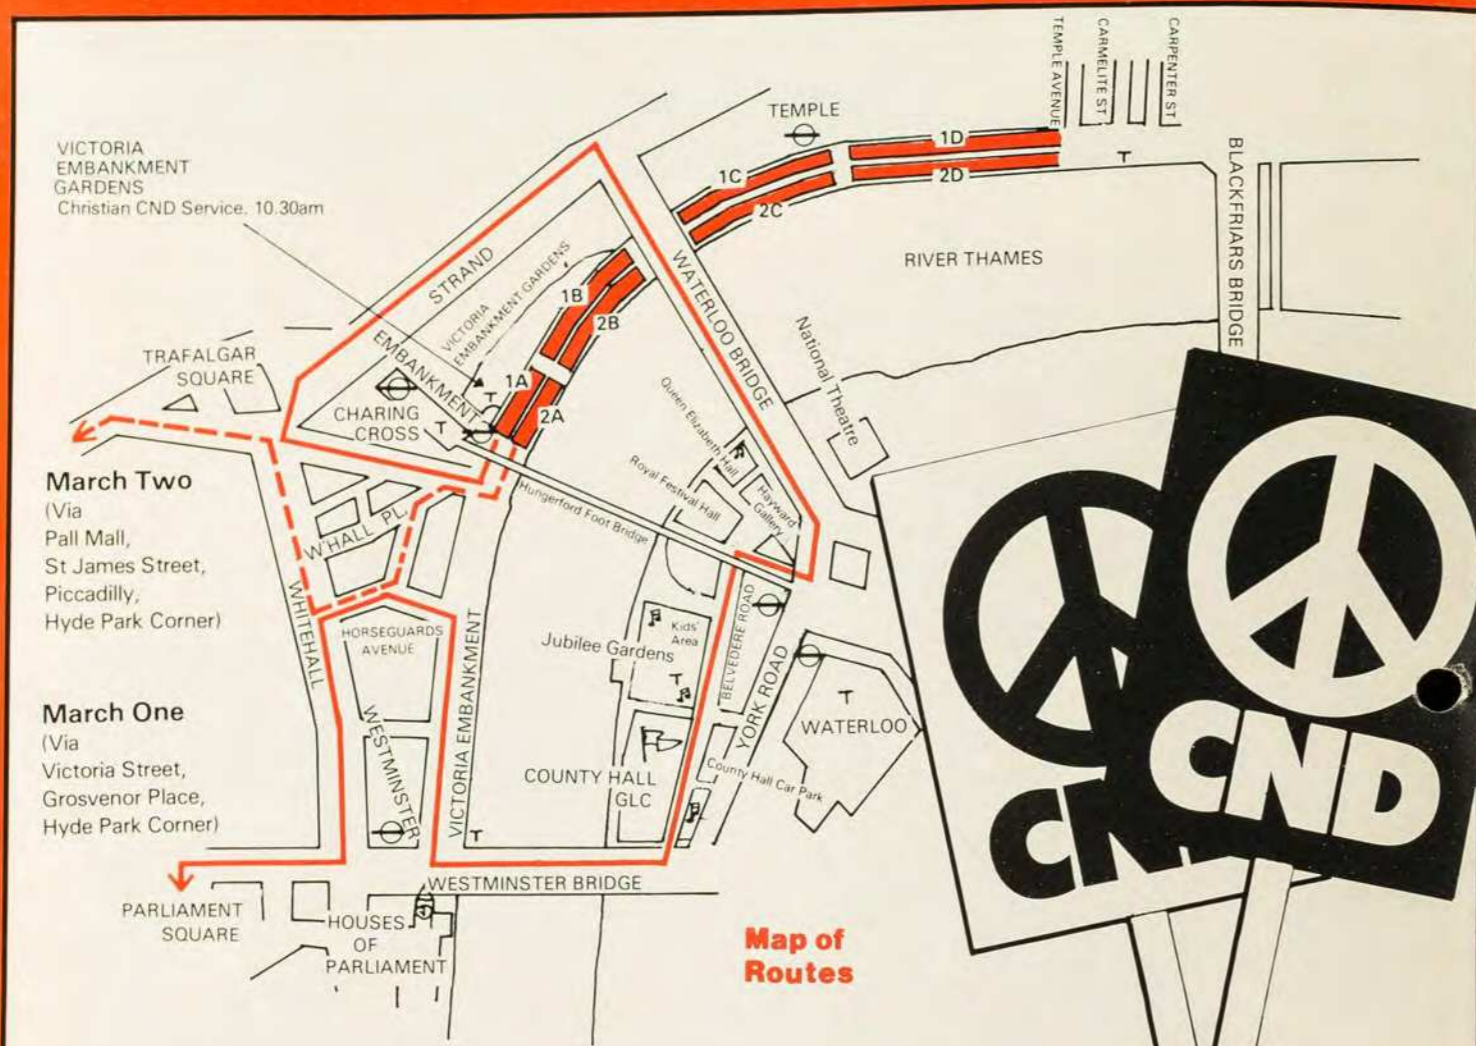 TEMPLE AVENUE
CARMELITE ST
CARPENTER ST
TEMPLE
1D
2D
1C
2C
BLACKFRIARS BRIDGE
VICTORIA
EMBANKMENT
GARDENS
Christian CND Service. 10.30am
RIVER THAMES
STRAND
VICTORIA
EMBANKMENT GARDENS
1B
2B
WATERLOO BRIDGE
National Theatre
TRAFALGAR
SQUARE
EMBANKMENT
1A
2A
T
T
T
CHARING
CROSS
Queen Elizabeth Hall
Royal Festival Hall
Hayward
Gallery
Hungerford Foot Bridge
March Two
(Via
Pall Mall,
St James Street,
Piccadilly,
Hyde Park Corner)
W'HALL PL.
WHITEHALL
HORSEGUARDS
AVENUE
VICTORIA EMBANKMENT
Jubilee Gardens
Kids'
Area
T
BELVEDERE ROAD
YORK ROAD
T
WATERLOO
March One
(Via
Victoria Street,
Grosvenor Place,
Hyde Park Corner)
WESTMINSTER
COUNTY HALL
GLC
County Hall Car Park
T
WESTMINSTER BRIDGE
PARLIAMENT
SQUARE
HOUSES
OF
PARLIAMENT
Map of
Routes
CN
CND